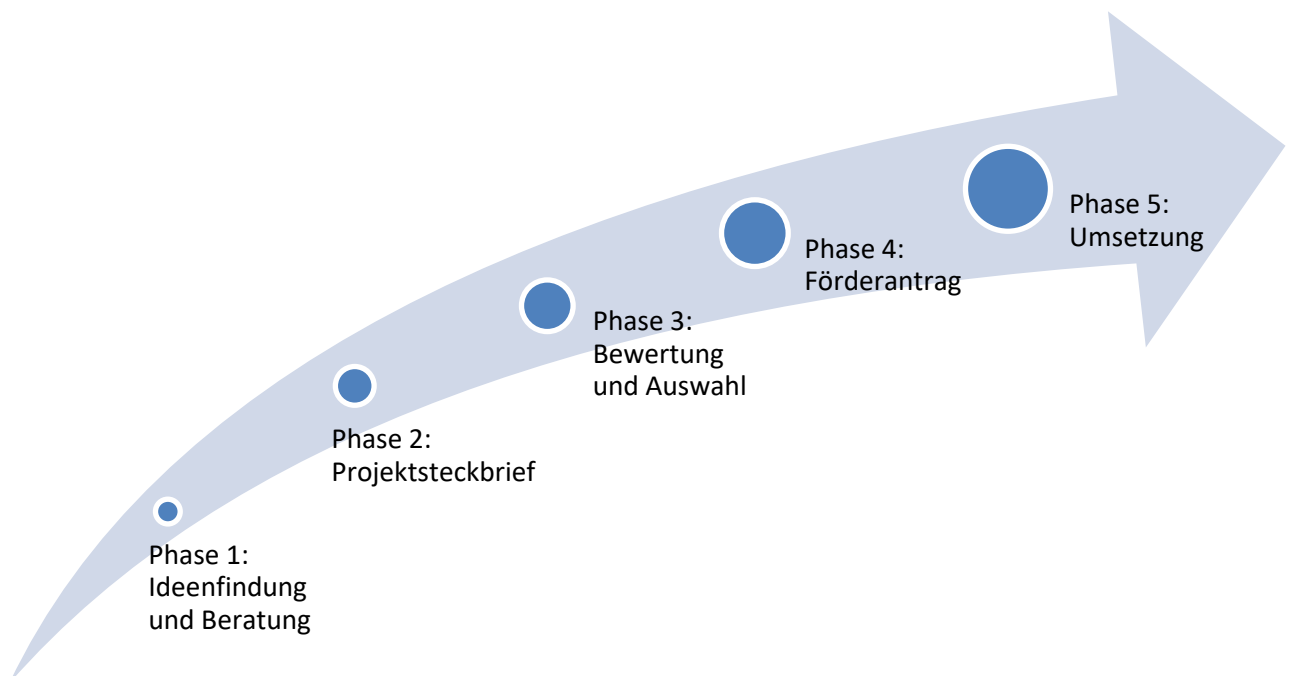 Phase 1:
Ideenfindung
und Beratung
Phase 2:
Projektsteckbrief
Phase 3:
Bewertung
und Auswahl
Phase 4:
Förderantrag
Phase 5:
Umsetzung